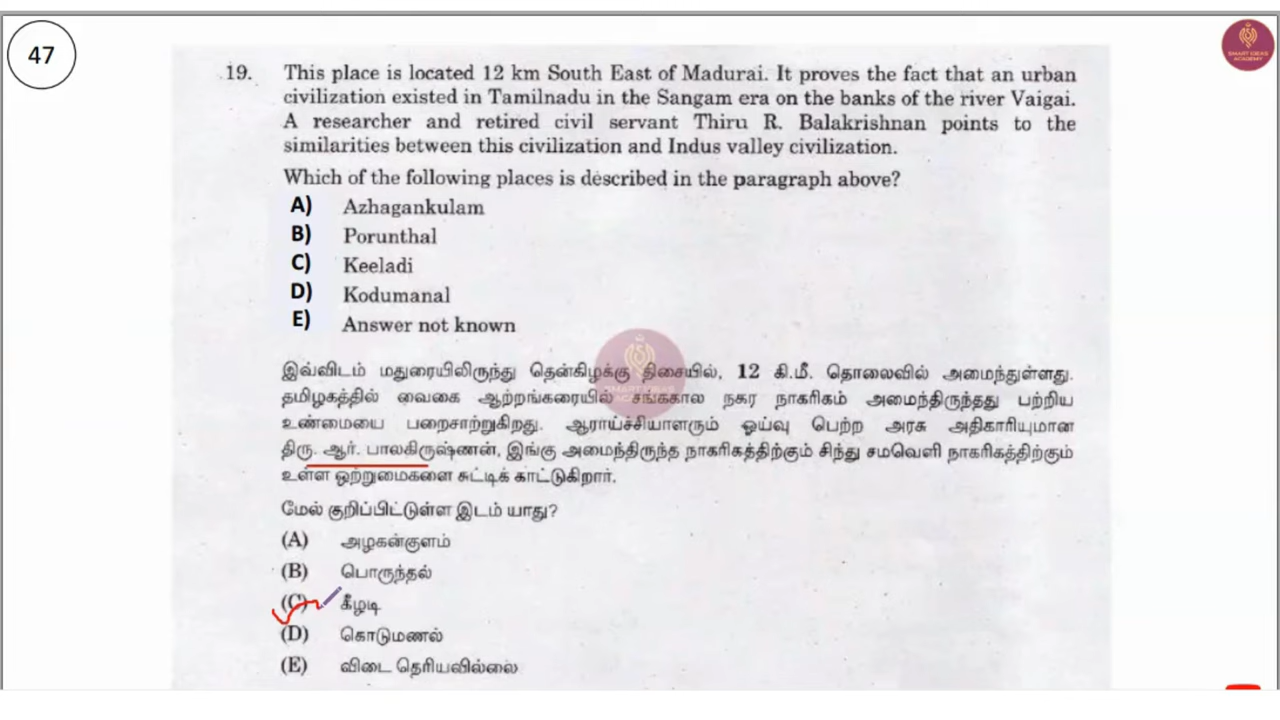 47
SMART IDEAS
ACADEMY
19. This place is located 12 km South East of Madurai. It proves the fact that an urban
civilization existed in Tamilnadu in the Sangam era on the banks of the river Vaigai.
A researcher and retired civil servant Thiru R. Balakrishnan points to the
similarities between this civilization and Indus valley civilization.
Which of the following places is described in the paragraph above?
A) Azhagankulam
B) Porunthal
C) Keeladi
D) Kodumanal
E) Answer not known
SMART IDEAS
ACADEMY
இவ்விடம் மதுரையிலிருந்து தென்கிழக்கு திசையில், 12 கி.மீ. தொலைவில் அமைந்துள்ளது.
தமிழகத்தில் வைகை ஆற்றங்கரையில் சங்ககால நகர நாகரிகம் அமைந்திருந்தது பற்றிய
உண்மையை பறைசாற்றுகிறது. ஆராய்ச்சியாளரும் ஓய்வு பெற்ற அரசு அதிகாரியுமான
திரு. ஆர். பாலகிருஷ்ணன், இங்கு அமைந்திருந்த நாகரிகத்திற்கும் சிந்து சமவெளி நாகரிகத்திற்கும்
உள்ள ஒற்றுமைகளை சுட்டிக் காட்டுகிறார்.
மேல் குறிப்பிட்டுள்ள இடம் யாது?
(A) அழகன்குளம்
(B) பொருந்தல்
(C) கீழடி
(D) கொடுமணல்
(E) விடை தெரியவில்லை